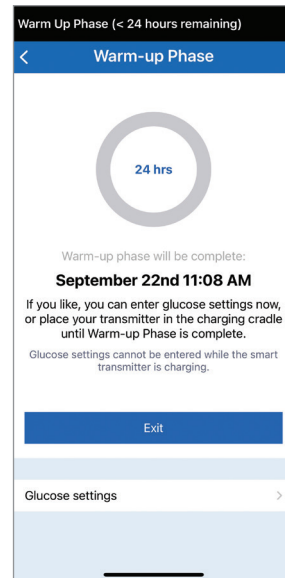 Warm Up Phase (< 24 hours remaining)
Warm-up Phase
24 hrs
Warm-up phase will be complete:
September 22nd 11:08 AM
If you like, you can enter glucose settings now,
or place your transmitter in the charging cradle
until Warm-up Phase is complete.
Glucose settings cannot be entered while the smart
transmitter is charging.
Exit
Glucose settings